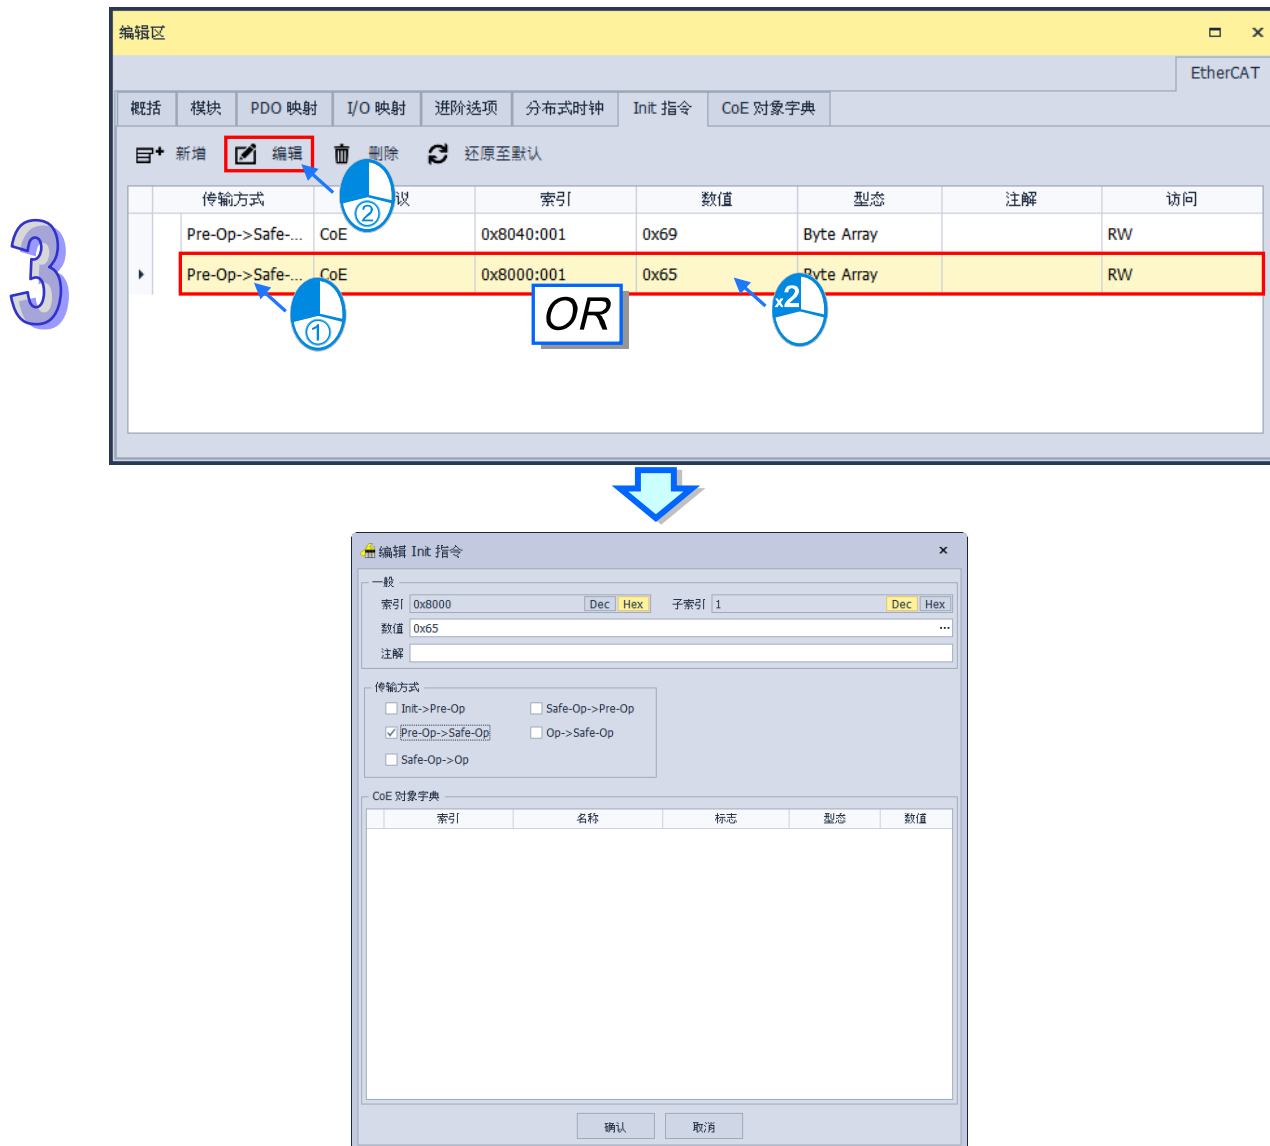 编辑区
EtherCAT
概括 模块 PDO 映射 I/O 映射 进阶选项 分布式时钟 Init 指令 CoE 对象字典
新增 编辑 删除 还原至默认
传输方式 议 索引 数值 型态 注解 访问
Pre-Op->Safe-... CoE 0x8040:001 0x69 Byte Array RW
Pre-Op->Safe-... CoE 0x8000:001 0x65 Byte Array RW
3
①
②
OR
x2
编辑 Init 指令
一般
索引 0x8000 Dec Hex 子索引 1 Dec Hex
数值 0x65 ...
注解
传输方式
Init->Pre-Op Safe-Op->Pre-Op
Pre-Op->Safe-Op Op->Safe-Op
Safe-Op->Op
CoE 对象字典
索引 名称 标志 型态 数值
确认 取消